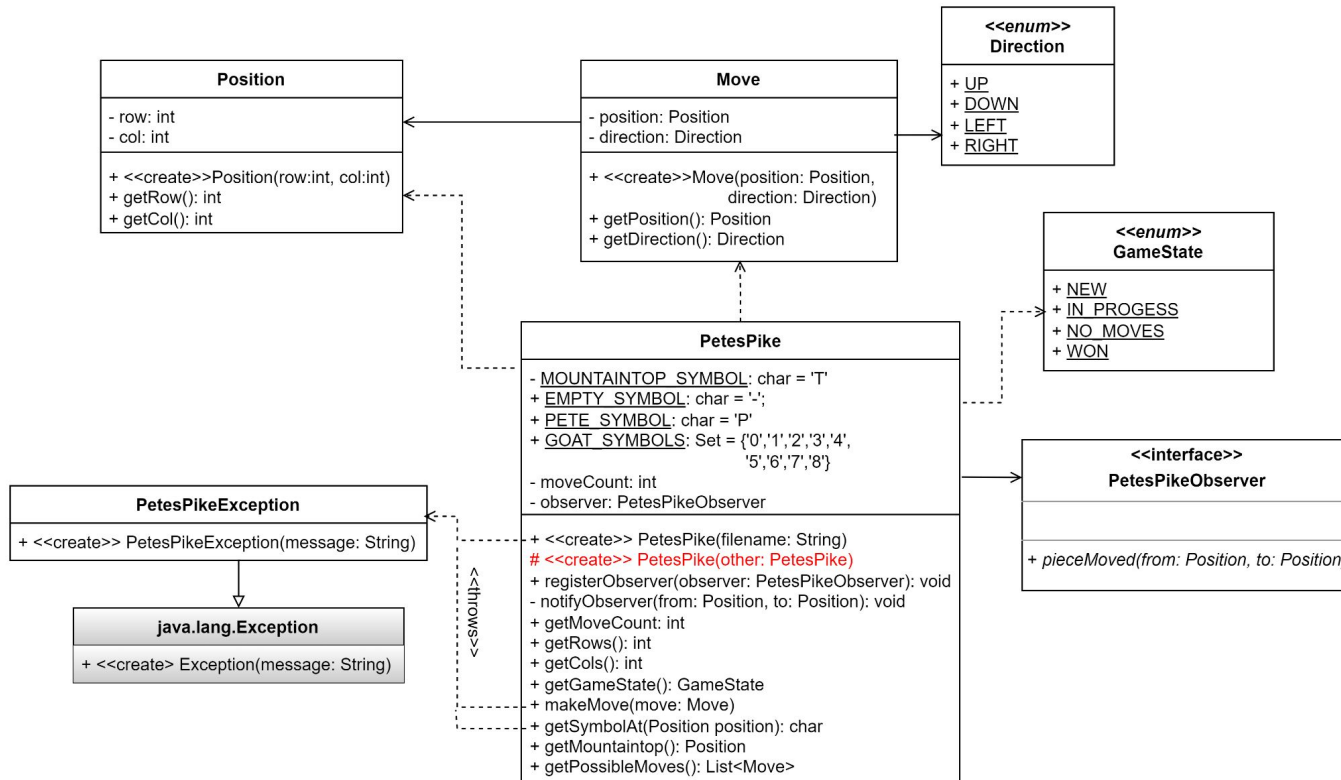 Position
- row: int
- col: int
+ <<create>>Position(row:int, col:int)
+ getRow(): int
+ getCol(): int
Move
- position: Position
- direction: Direction
+ <<create>>Move(position: Position,
direction: Direction)
+ getPosition(): Position
+ getDirection(): Direction
<<enum>>
Direction
+ UP
+ DOWN
+ LEFT
+ RIGHT
<<enum>>
GameState
+ NEW
+ IN_PROGESS
+ NO_MOVES
+ WON
PetesPike
- MOUNTAINTOP_SYMBOL: char = 'T'
+ EMPTY_SYMBOL: char = '-';
+ PETE_SYMBOL: char = 'P'
+ GOAT_SYMBOLS: Set = {'0','1','2','3','4',
'5','6','7','8'}
- moveCount: int
- observer: PetesPikeObserver
+ <<create>> PetesPike(filename: String)
# <<create>> PetesPike(other: PetesPike)
+ registerObserver(observer: PetesPikeObserver): void
- notifyObserver(from: Position, to: Position): void
+ getMoveCount: int
+ getRows(): int
+ getCols(): int
+ getGameState(): GameState
+ makeMove(move: Move)
+ getSymbolAt(Position position): char
+ getMountaintop(): Position
+ getPossibleMoves(): List<Move>
<<interface>>
PetesPikeObserver
+ pieceMoved(from: Position, to: Position
PetesPikeException
+ <<create>> PetesPikeException(message: String)
<<throws>>
java.lang.Exception
+ <<create> Exception(message: String)